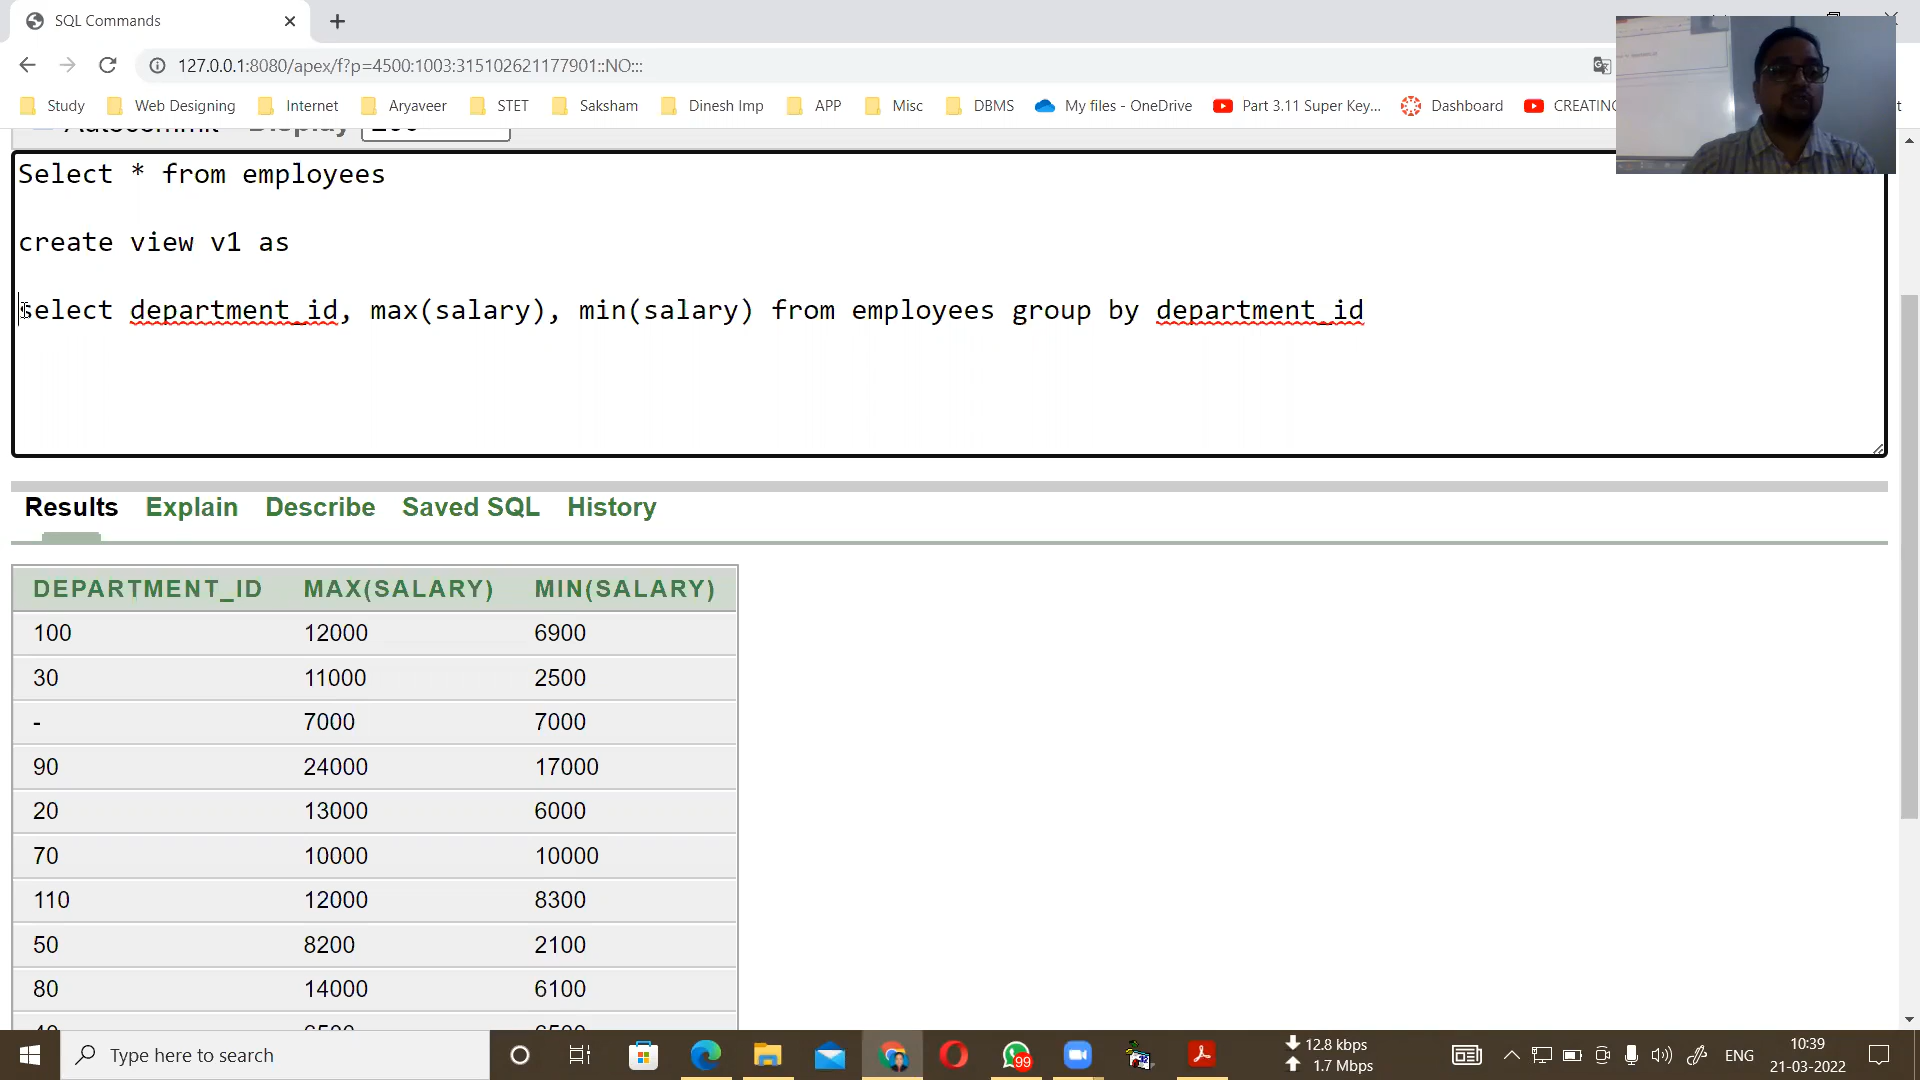 SQL Commands
127.0.0.1:8080/apex/f?p=4500:1003:315102621177901::NO:::
Study Web Designing Internet Aryaveer STET Saksham Dinesh Imp APP Misc DBMS My files - OneDrive Part 3.11 Super Key... Dashboard CREATING
Autocommit Display
Select * from employees
create view v1 as
select department_id, max(salary), min(salary) from employees group by department_id
Results Explain Describe Saved SQL History
DEPARTMENT_ID MAX(SALARY) MIN(SALARY)
100 12000 6900
30 11000 2500
- 7000 7000
90 24000 17000
20 13000 6000
70 10000 10000
110 12000 8300
50 8200 2100
80 14000 6100
Type here to search
99
12.8 kbps
1.7 Mbps
ENG
10:39
21-03-2022